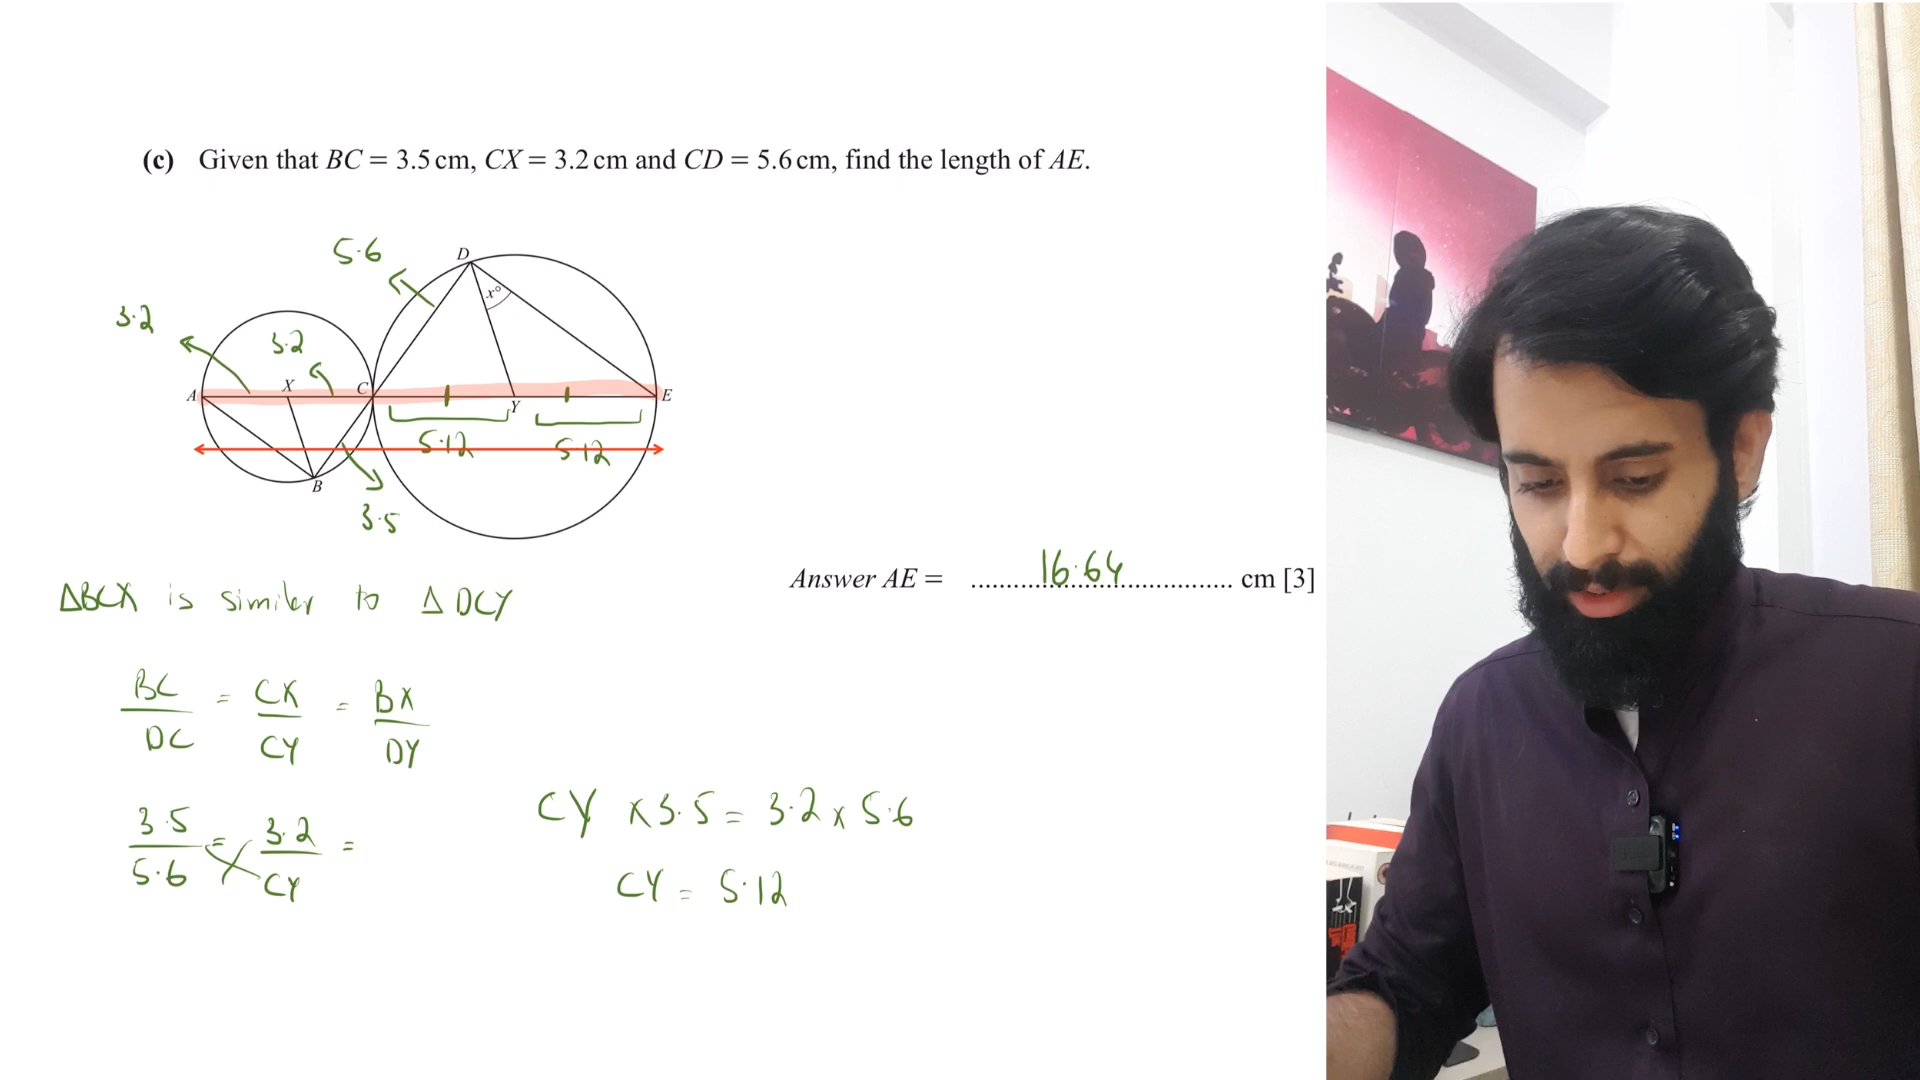 (c) Given that BC = 3.5 cm, CX = 3.2 cm and CD = 5.6 cm, find the length of AE.
5.6
D
x°
3.2
3.2
A
X
C
Y
E
5.12
5.12
B
3.5
Answer AE = 16.64 cm [3]
ΔBCX is similer to Δ DCY
BC/DC = CX/CY = BX/DY
3.5/5.6 = 3.2/CY =
CY x 3.5 = 3.2 x 5.6
CY = 5.12